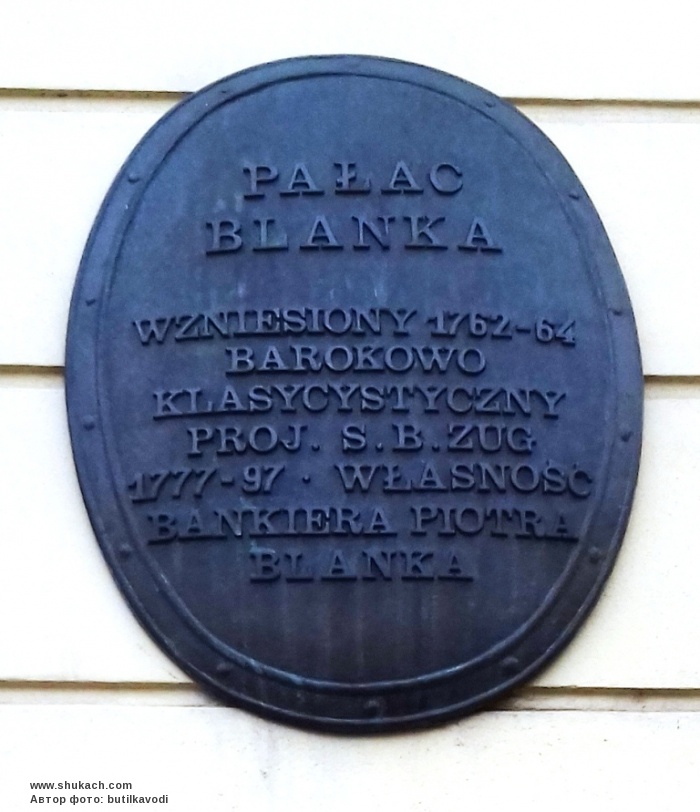 PAŁAC
BLANKA
WZNIESIONY 1762-64
BAROKOWO
KLASYCYSTYCZNY
PROJ. S.B.ZUG
1777-97 · WŁASNOŚĆ
BANKIERA PIOTRA
BLANKA
www.shukach.com
Автор фото: butilkavodi